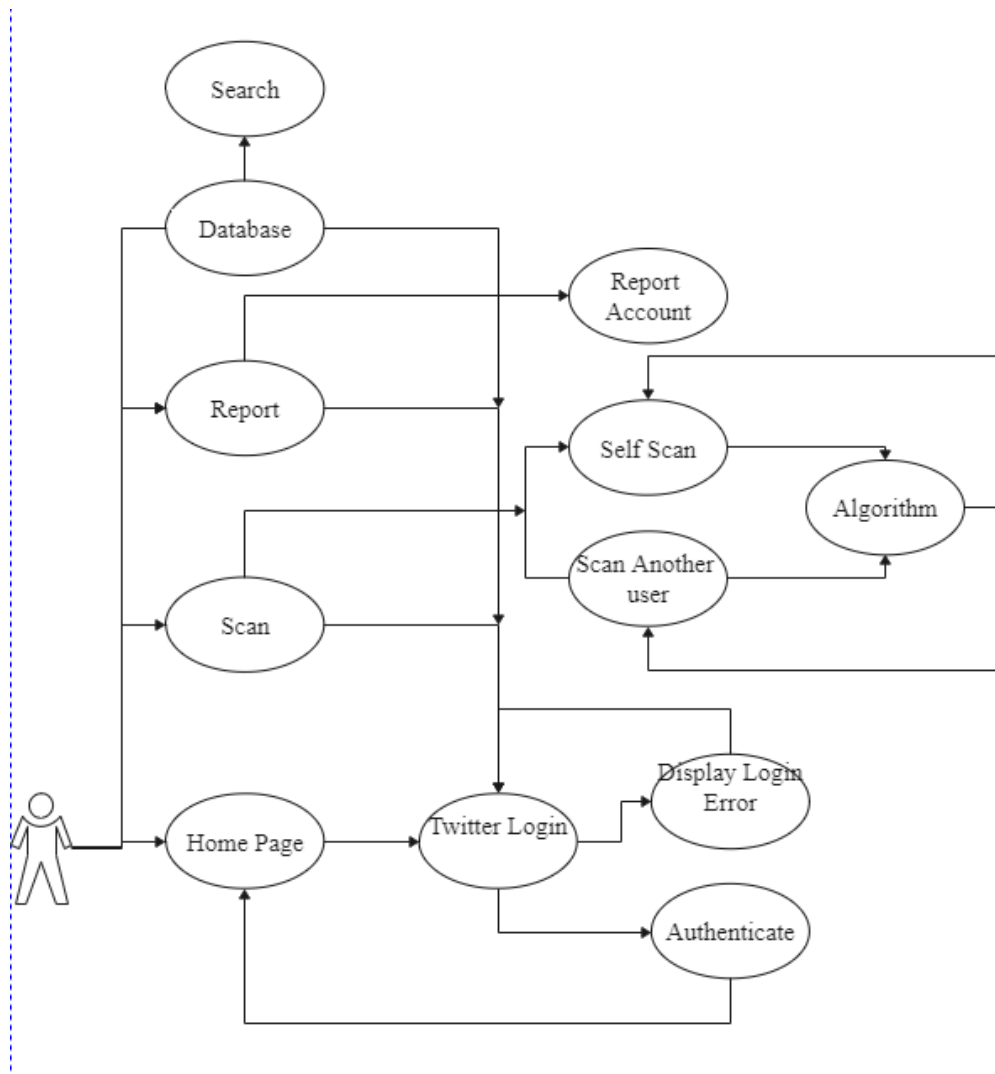 Search
Database
Report
Account
Report
Self Scan
Algorithm
Scan Another
user
Scan
Display Login
Error
Twitter Login
Home Page
Authenticate